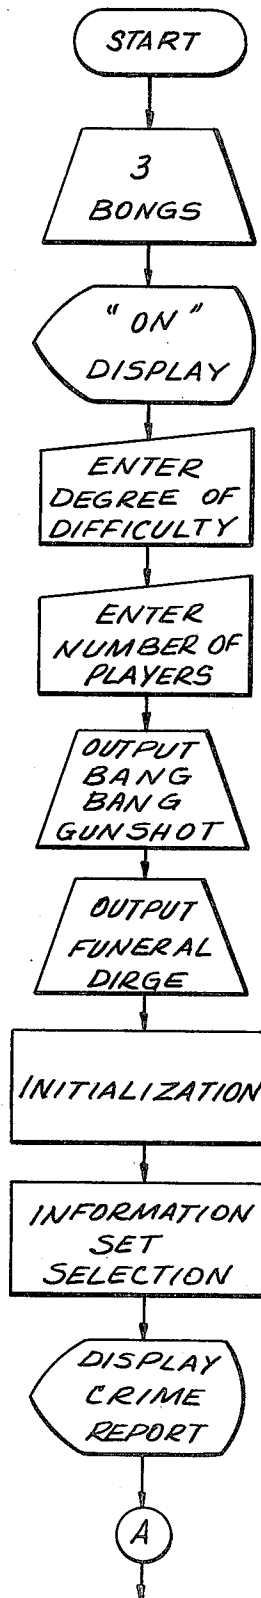 START
3
BONGS
"ON"
DISPLAY
ENTER
DEGREE OF
DIFFICULTY
ENTER
NUMBER OF
PLAYERS
OUTPUT
BANG
BANG
GUNSHOT
OUTPUT
FUNERAL
DIRGE
INITIALIZATION
INFORMATION
SET
SELECTION
DISPLAY
CRIME
REPORT
A